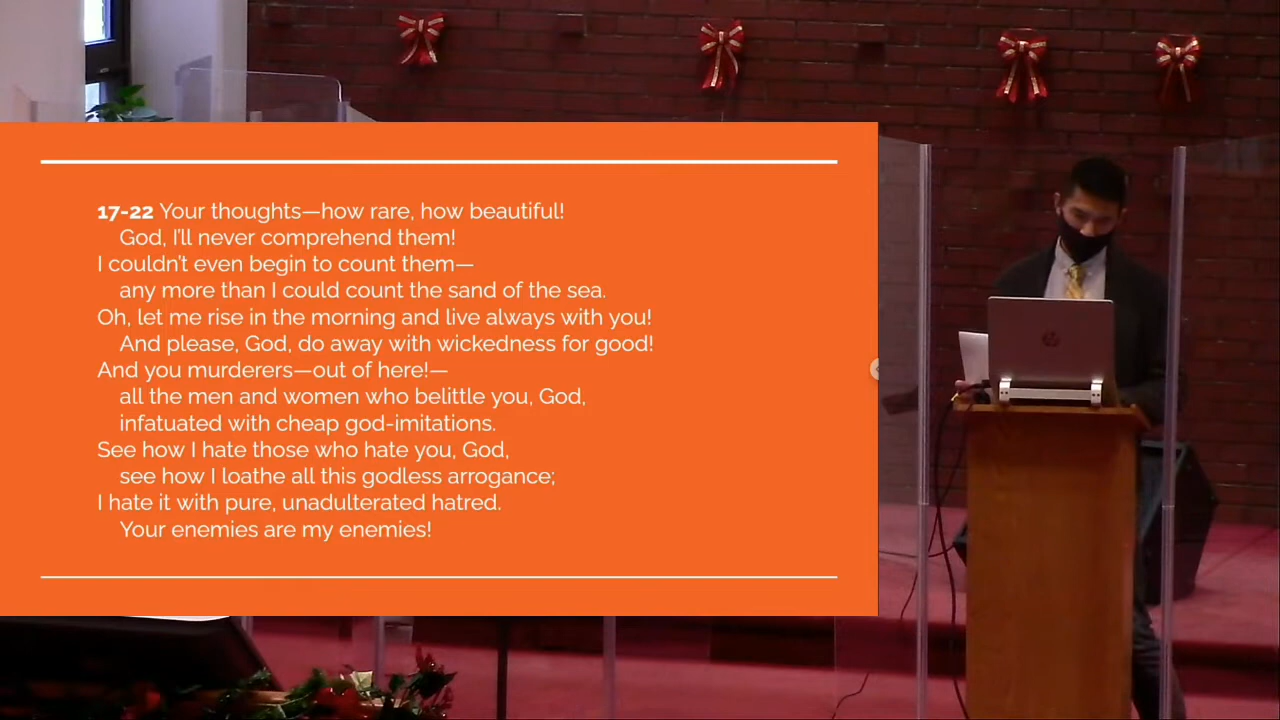 17-22 Your thoughts—how rare, how beautiful!
God, I'll never comprehend them!
I couldn't even begin to count them—
any more than I could count the sand of the sea.
Oh, let me rise in the morning and live always with you!
And please, God, do away with wickedness for good!
And you murderers—out of here!—
all the men and women who belittle you, God,
infatuated with cheap god-imitations.
See how I hate those who hate you, God,
see how I loathe all this godless arrogance;
I hate it with pure, unadulterated hatred.
Your enemies are my enemies!
hp